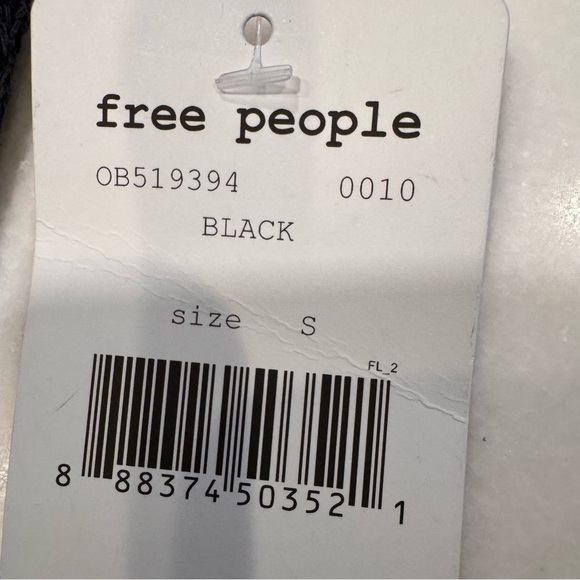 free people
OB519394 0010
BLACK
size S
FL_2
8 88374 50352 1